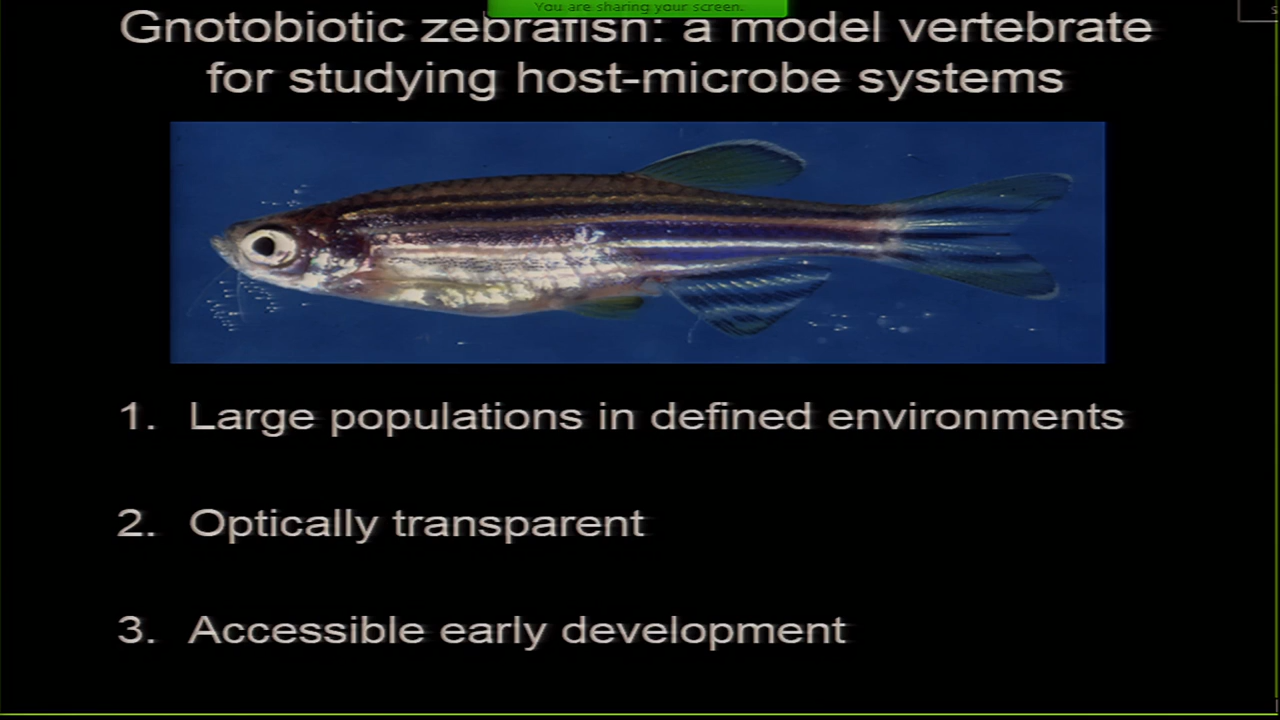 You are sharing your screen.
Gnotobiotic zebrafish: a model vertebrate
for studying host-microbe systems
1. Large populations in defined environments
2. Optically transparent
3. Accessible early development